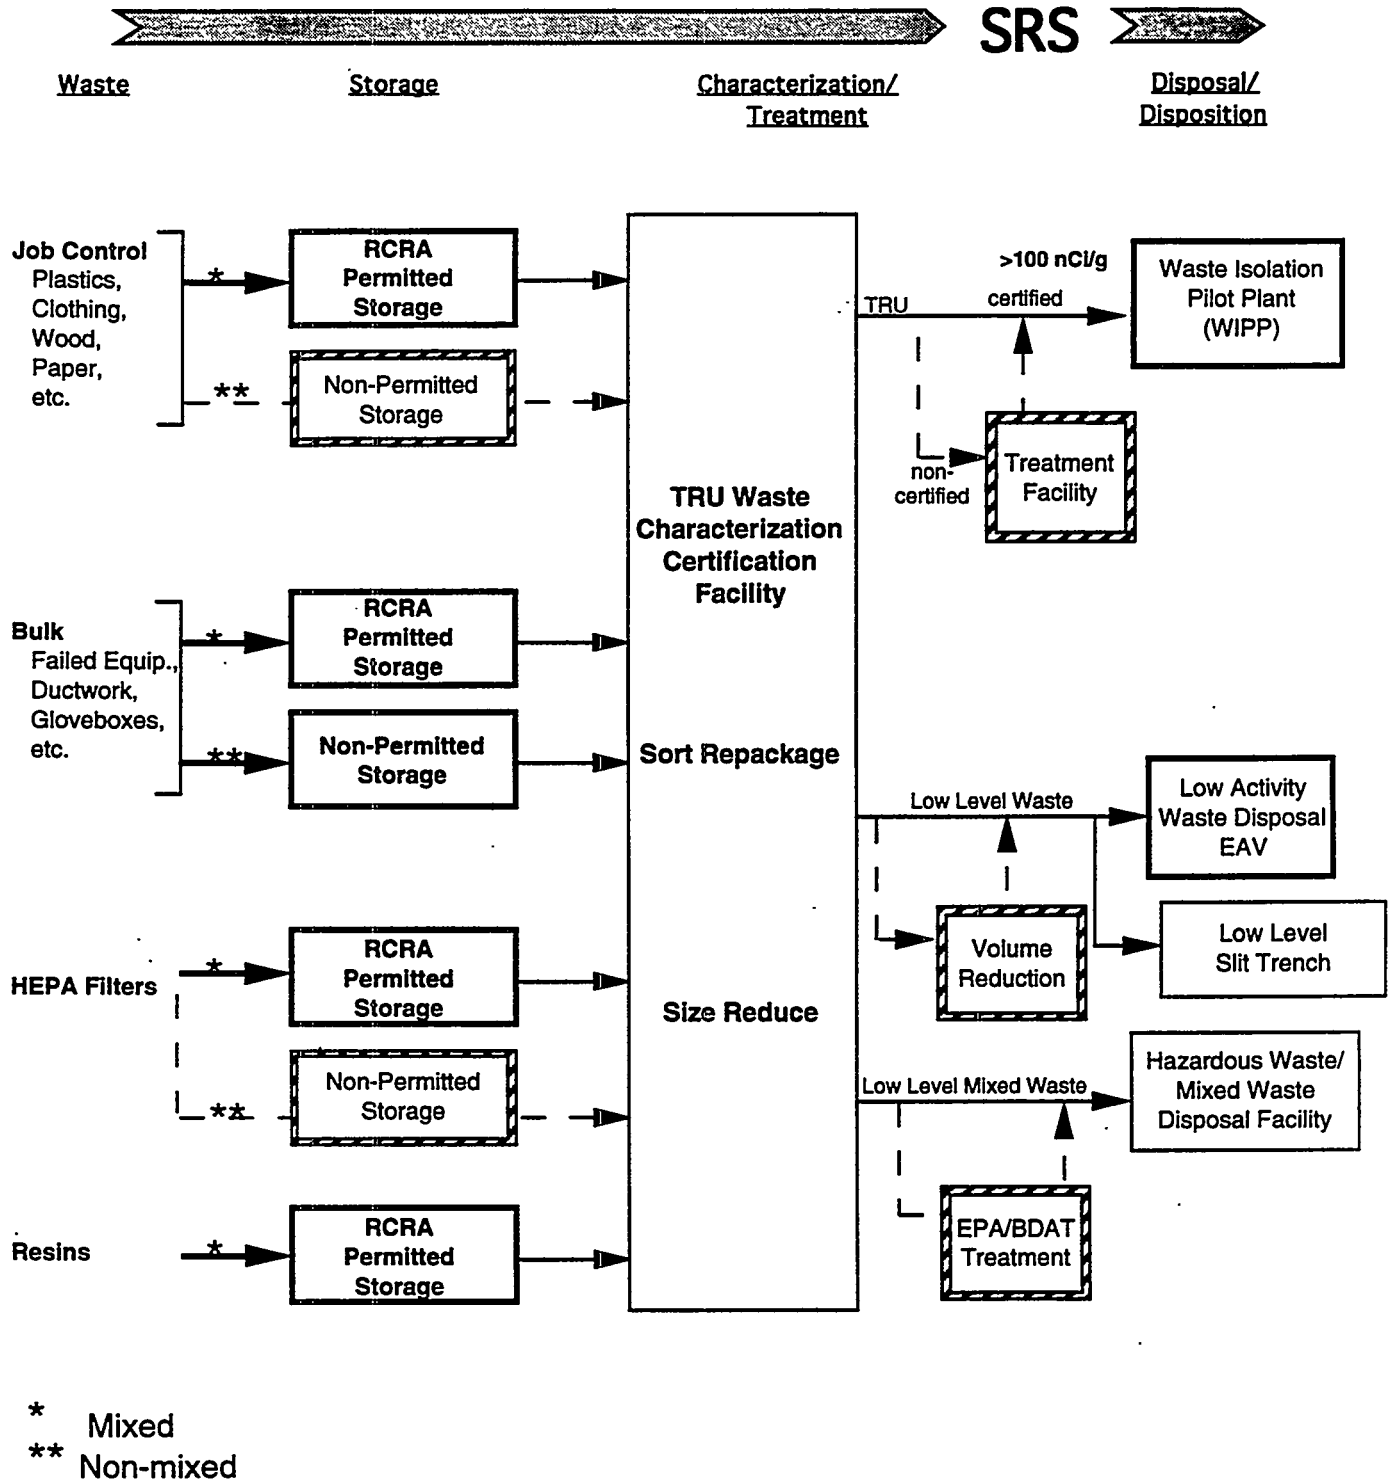 SRS
Waste
Storage
Characterization/
Treatment
Disposal/
Disposition
Job Control
Plastics,
Clothing,
Wood,
Paper,
etc.
*
RCRA
Permitted
Storage
**
Non-Permitted
Storage
Bulk
Failed Equip.,
Ductwork,
Gloveboxes,
etc.
*
RCRA
Permitted
Storage
**
Non-Permitted
Storage
HEPA Filters
*
RCRA
Permitted
Storage
**
Non-Permitted
Storage
Resins
*
RCRA
Permitted
Storage
TRU Waste
Characterization
Certification
Facility
Sort Repackage
Size Reduce
TRU
>100 nCi/g
certified
Waste Isolation
Pilot Plant
(WIPP)
non-
certified
Treatment
Facility
Low Level Waste
Low Activity
Waste Disposal
EAV
Volume
Reduction
Low Level
Slit Trench
Low Level Mixed Waste
Hazardous Waste/
Mixed Waste
Disposal Facility
EPA/BDAT
Treatment
* Mixed
** Non-mixed